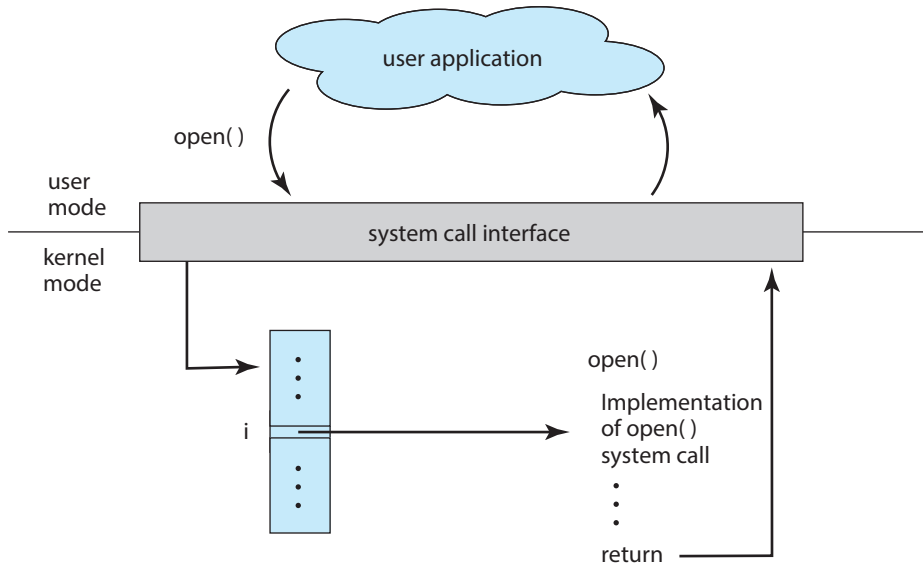 user application
open( )
user
mode
system call interface
kernel
mode
open( )
i
Implementation
of open( )
system call
return